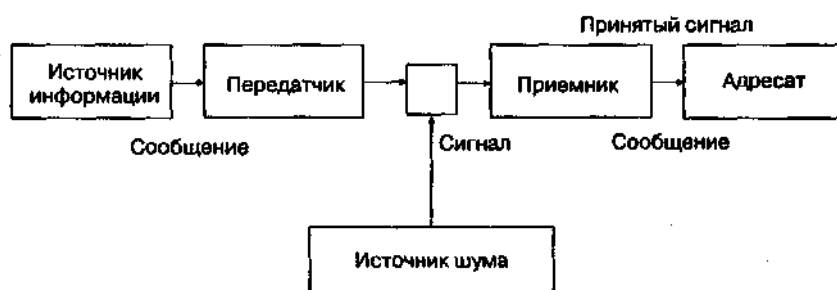 Принятый сигнал
Источник
информации
Передатчик
Приемник
Адресат
Сообщение
Сигнал
Сообщение
Источник шума